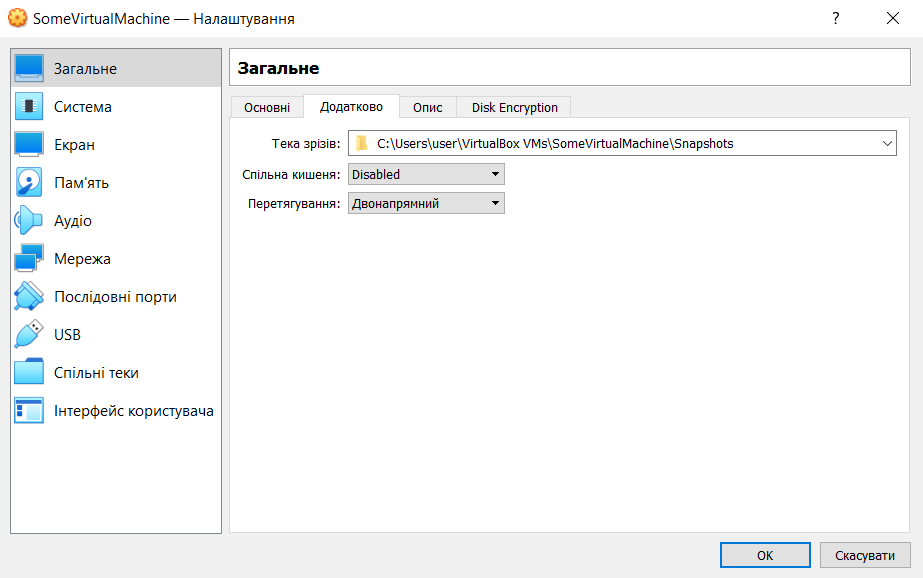 SomeVirtualMachine — Налаштування
?
Загальне
Система
Екран
Пам'ять
Аудіо
Мережа
Послідовні порти
USB
Спільні теки
Інтерфейс користувача
Загальне
Основні Додатково Опис Disk Encryption
Тека зрізів: C:\Users\user\VirtualBox VMs\SomeVirtualMachine\Snapshots
Спільна кишеня: Disabled
Перетягування: Двонапрямний
OK Скасувати